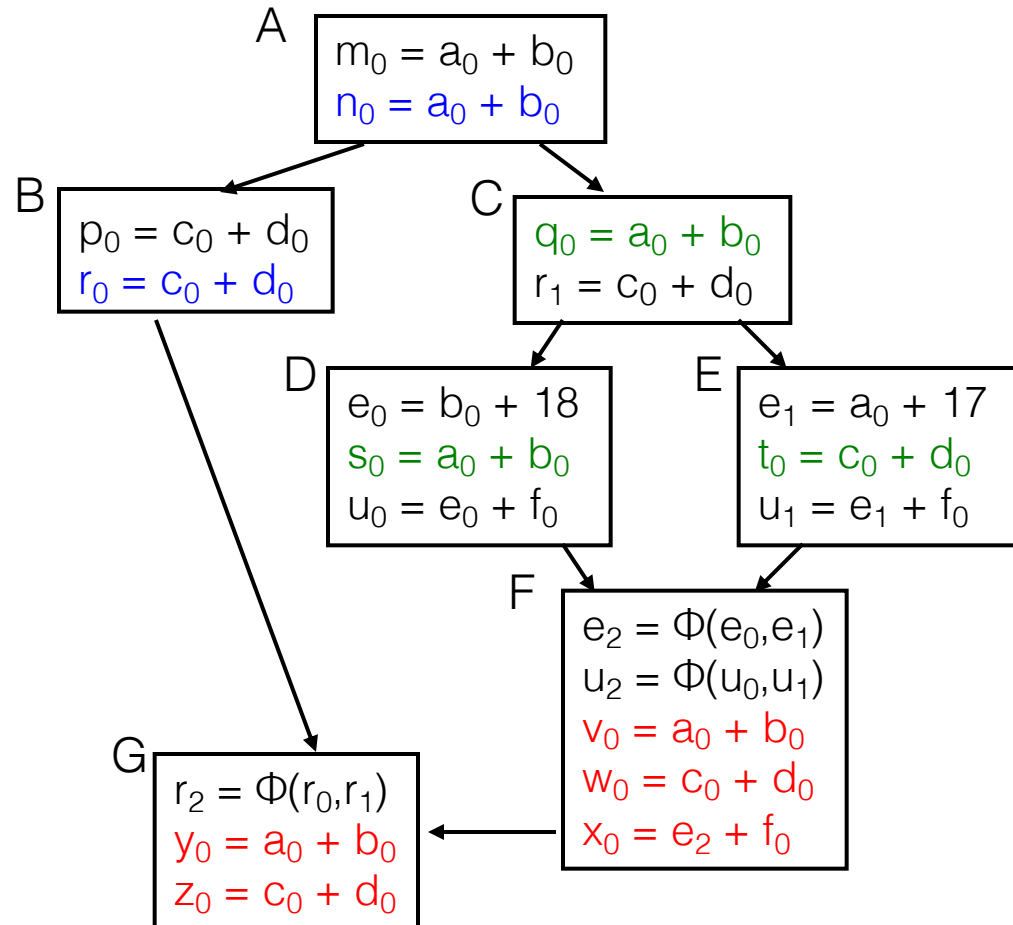 A
m₀ = a₀ + b₀
n₀ = a₀ + b₀
B
p₀ = c₀ + d₀
r₀ = c₀ + d₀
C
q₀ = a₀ + b₀
r₁ = c₀ + d₀
D
e₀ = b₀ + 18
s₀ = a₀ + b₀
u₀ = e₀ + f₀
E
e₁ = a₀ + 17
t₀ = c₀ + d₀
u₁ = e₁ + f₀
F
e₂ = Φ(e₀,e₁)
u₂ = Φ(u₀,u₁)
v₀ = a₀ + b₀
w₀ = c₀ + d₀
x₀ = e₂ + f₀
G
r₂ = Φ(r₀,r₁)
y₀ = a₀ + b₀
z₀ = c₀ + d₀